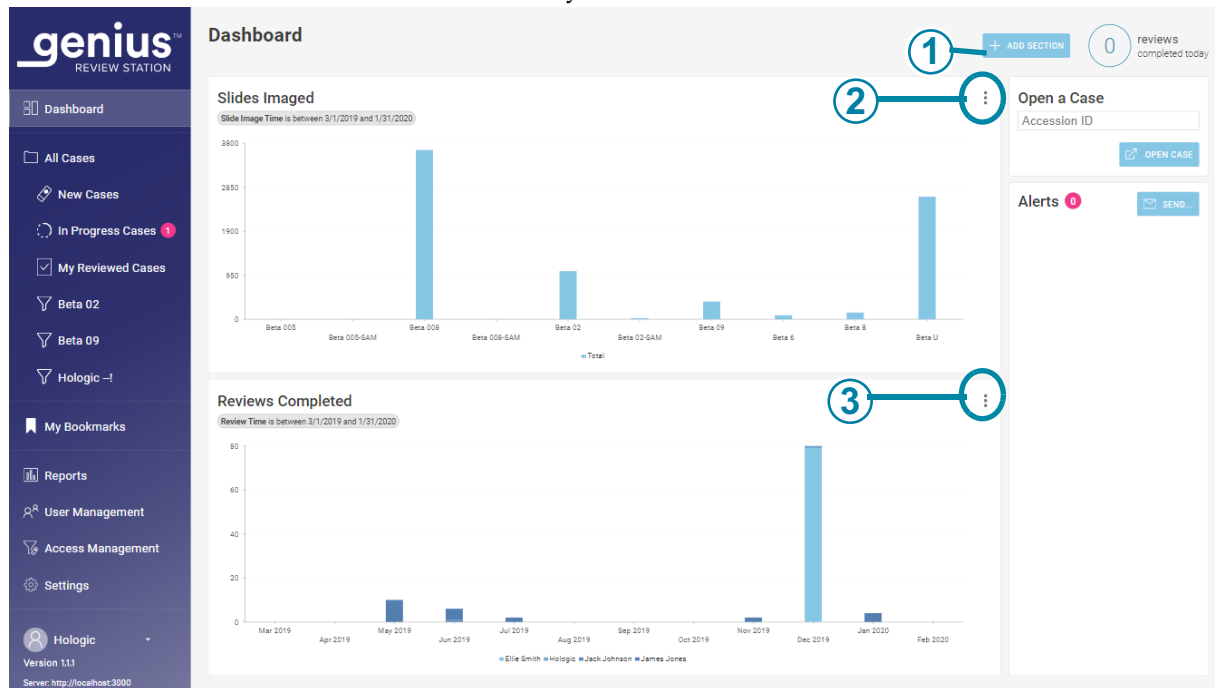 genius™
REVIEW STATION
Dashboard
All Cases
New Cases
In Progress Cases 1
My Reviewed Cases
Beta 02
Beta 09
Hologic --!
My Bookmarks
Reports
User Management
Access Management
Settings
Hologic
Version 1.1.1
Server: http://localhost:3000
Dashboard
1
+ ADD SECTION
0
reviews
completed today
Slides Imaged
2
Slide Image Time is between 3/1/2019 and 1/31/2020
3800
2850
1900
950
0
Beta 005
Beta 005-SAM
Beta 008
Beta 008-SAM
Beta 02
Beta 02-SAM
Beta 09
Beta 6
Beta 8
Beta U
Total
Reviews Completed
3
Review Time is between 3/1/2019 and 1/31/2020
80
60
40
20
0
Mar 2019
Apr 2019
May 2019
Jun 2019
Jul 2019
Aug 2019
Sep 2019
Oct 2019
Nov 2019
Dec 2019
Jan 2020
Feb 2020
Ellie Smith Hologic Jack Johnson James Jones
Open a Case
Accession ID
OPEN CASE
Alerts 0
SEND...